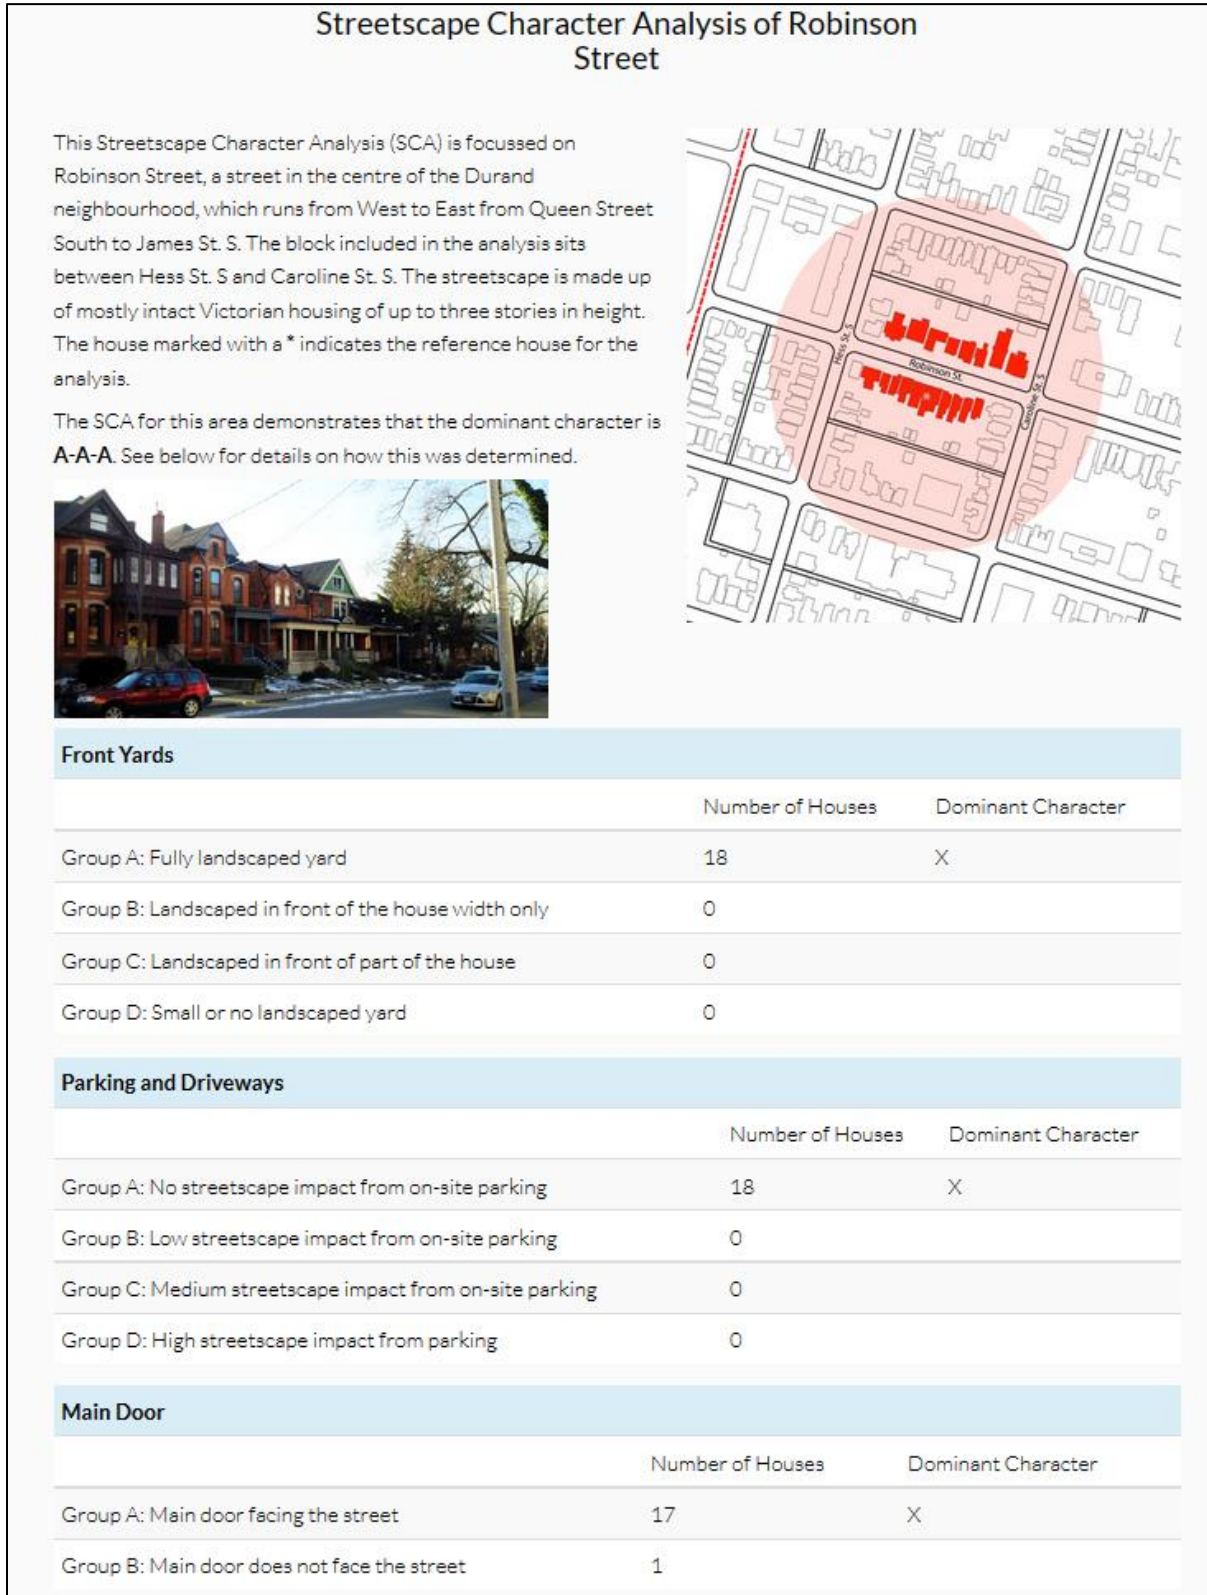 Streetscape Character Analysis of Robinson
Street
This Streetscape Character Analysis (SCA) is focussed on
Robinson Street, a street in the centre of the Durand
neighbourhood, which runs from West to East from Queen Street
South to James St. S. The block included in the analysis sits
between Hess St. S and Caroline St. S. The streetscape is made up
of mostly intact Victorian housing of up to three stories in height.
The house marked with a * indicates the reference house for the
analysis.
The SCA for this area demonstrates that the dominant character is
A-A-A. See below for details on how this was determined.
Hess St. S
Robinson St.
Caroline St. S
Front Yards
Number of Houses Dominant Character
Group A: Fully landscaped yard 18 X
Group B: Landscaped in front of the house width only 0
Group C: Landscaped in front of part of the house 0
Group D: Small or no landscaped yard 0
Parking and Driveways
Number of Houses Dominant Character
Group A: No streetscape impact from on-site parking 18 X
Group B: Low streetscape impact from on-site parking 0
Group C: Medium streetscape impact from on-site parking 0
Group D: High streetscape impact from parking 0
Main Door
Number of Houses Dominant Character
Group A: Main door facing the street 17 X
Group B: Main door does not face the street 1